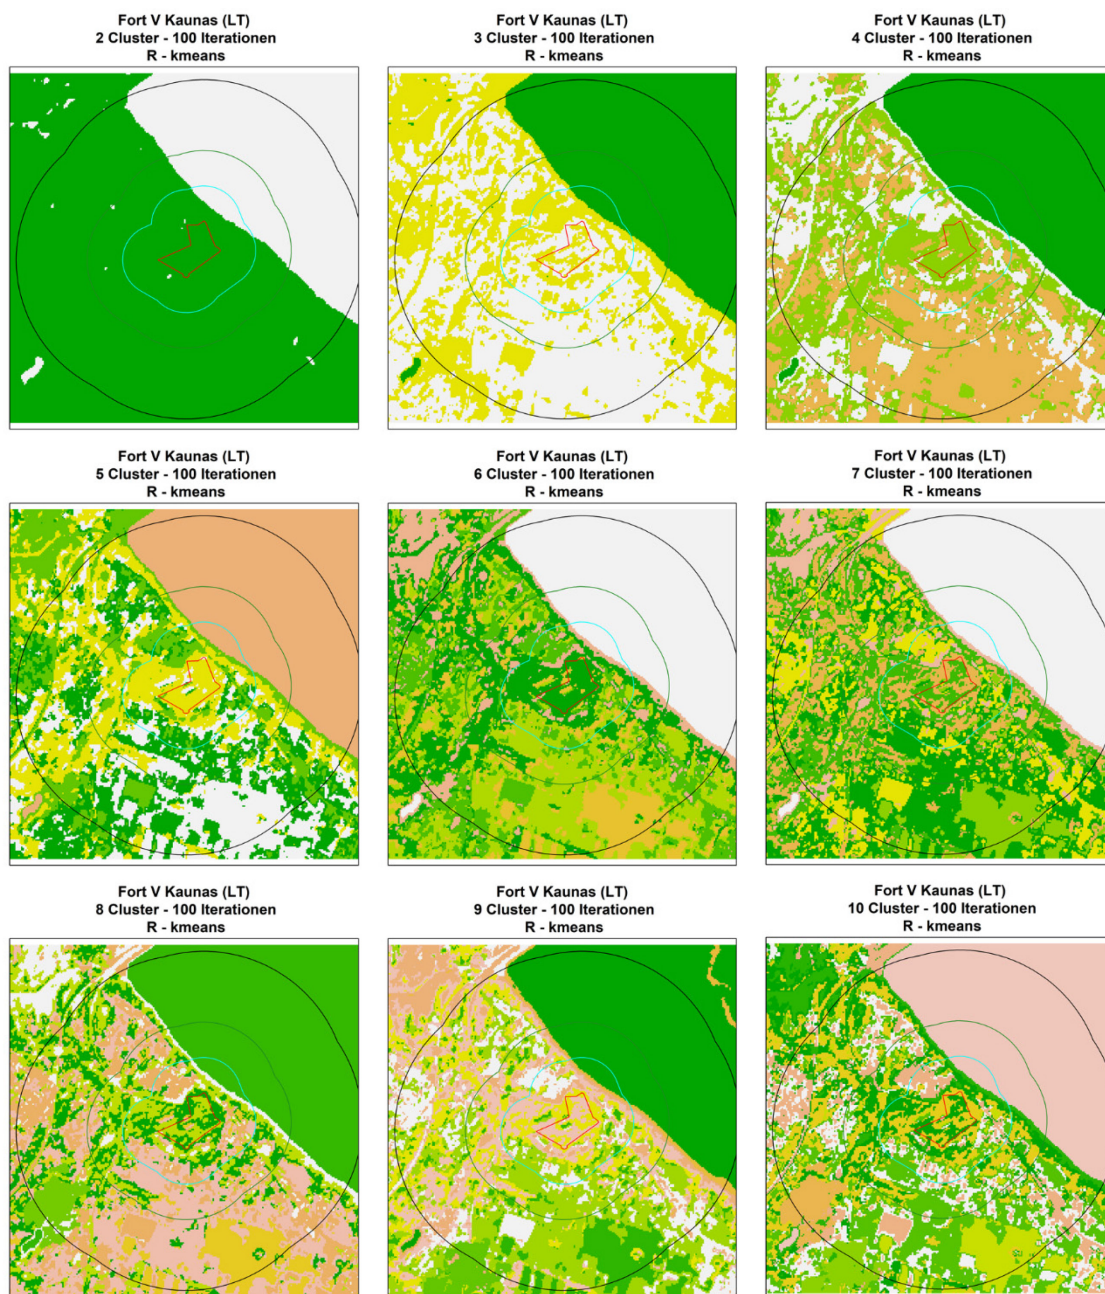 Fort V Kaunas (LT)
2 Cluster - 100 Iterationen
R - kmeans
Fort V Kaunas (LT)
3 Cluster - 100 Iterationen
R - kmeans
Fort V Kaunas (LT)
4 Cluster - 100 Iterationen
R - kmeans
Fort V Kaunas (LT)
5 Cluster - 100 Iterationen
R - kmeans
Fort V Kaunas (LT)
6 Cluster - 100 Iterationen
R - kmeans
Fort V Kaunas (LT)
7 Cluster - 100 Iterationen
R - kmeans
Fort V Kaunas (LT)
8 Cluster - 100 Iterationen
R - kmeans
Fort V Kaunas (LT)
9 Cluster - 100 Iterationen
R - kmeans
Fort V Kaunas (LT)
10 Cluster - 100 Iterationen
R - kmeans